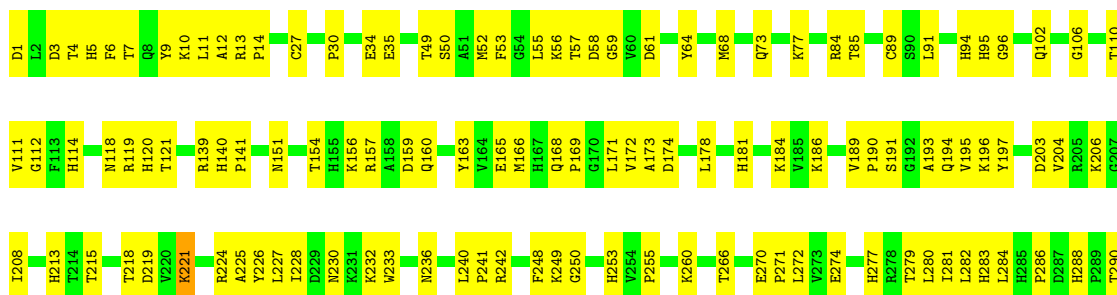 D1 L2 D3 T4 H5 F6 T7 Q8 Y9 K10 L11 A12 R13 P14 C27 P30 E34 E35 T49 S50 A51 M52 F53 G54 L55 K56 T57 D58 G59 V60 D61 Y64 M68 Q73 K77 R84 T85 C89 S90 L91 H94 H95 G96 Q102 G106 T110
V111 G112 F113 H114 N118 R119 H120 T121 R139 H140 P141 N151 T154 H155 K156 R157 A158 D159 Q160 Y163 V164 E165 M166 H167 Q168 P169 G170 L171 V172 A173 D174 L178 H181 K184 V185 K186 V189 P190 S191 G192 A193 Q194 V195 K196 Y197 D203 V204 R205 K206 G207
I208 H213 T214 T215 T218 D219 V220 K221 R224 A225 Y226 L227 I228 D229 N230 K231 K232 W233 N236 L240 P241 R242 F248 K249 G250 H253 V254 P255 K260 T266 E270 P271 L272 V273 E274 H277 R278 T279 L280 I281 L282 H283 L284 H285 P286 D287 H288 P289 T290